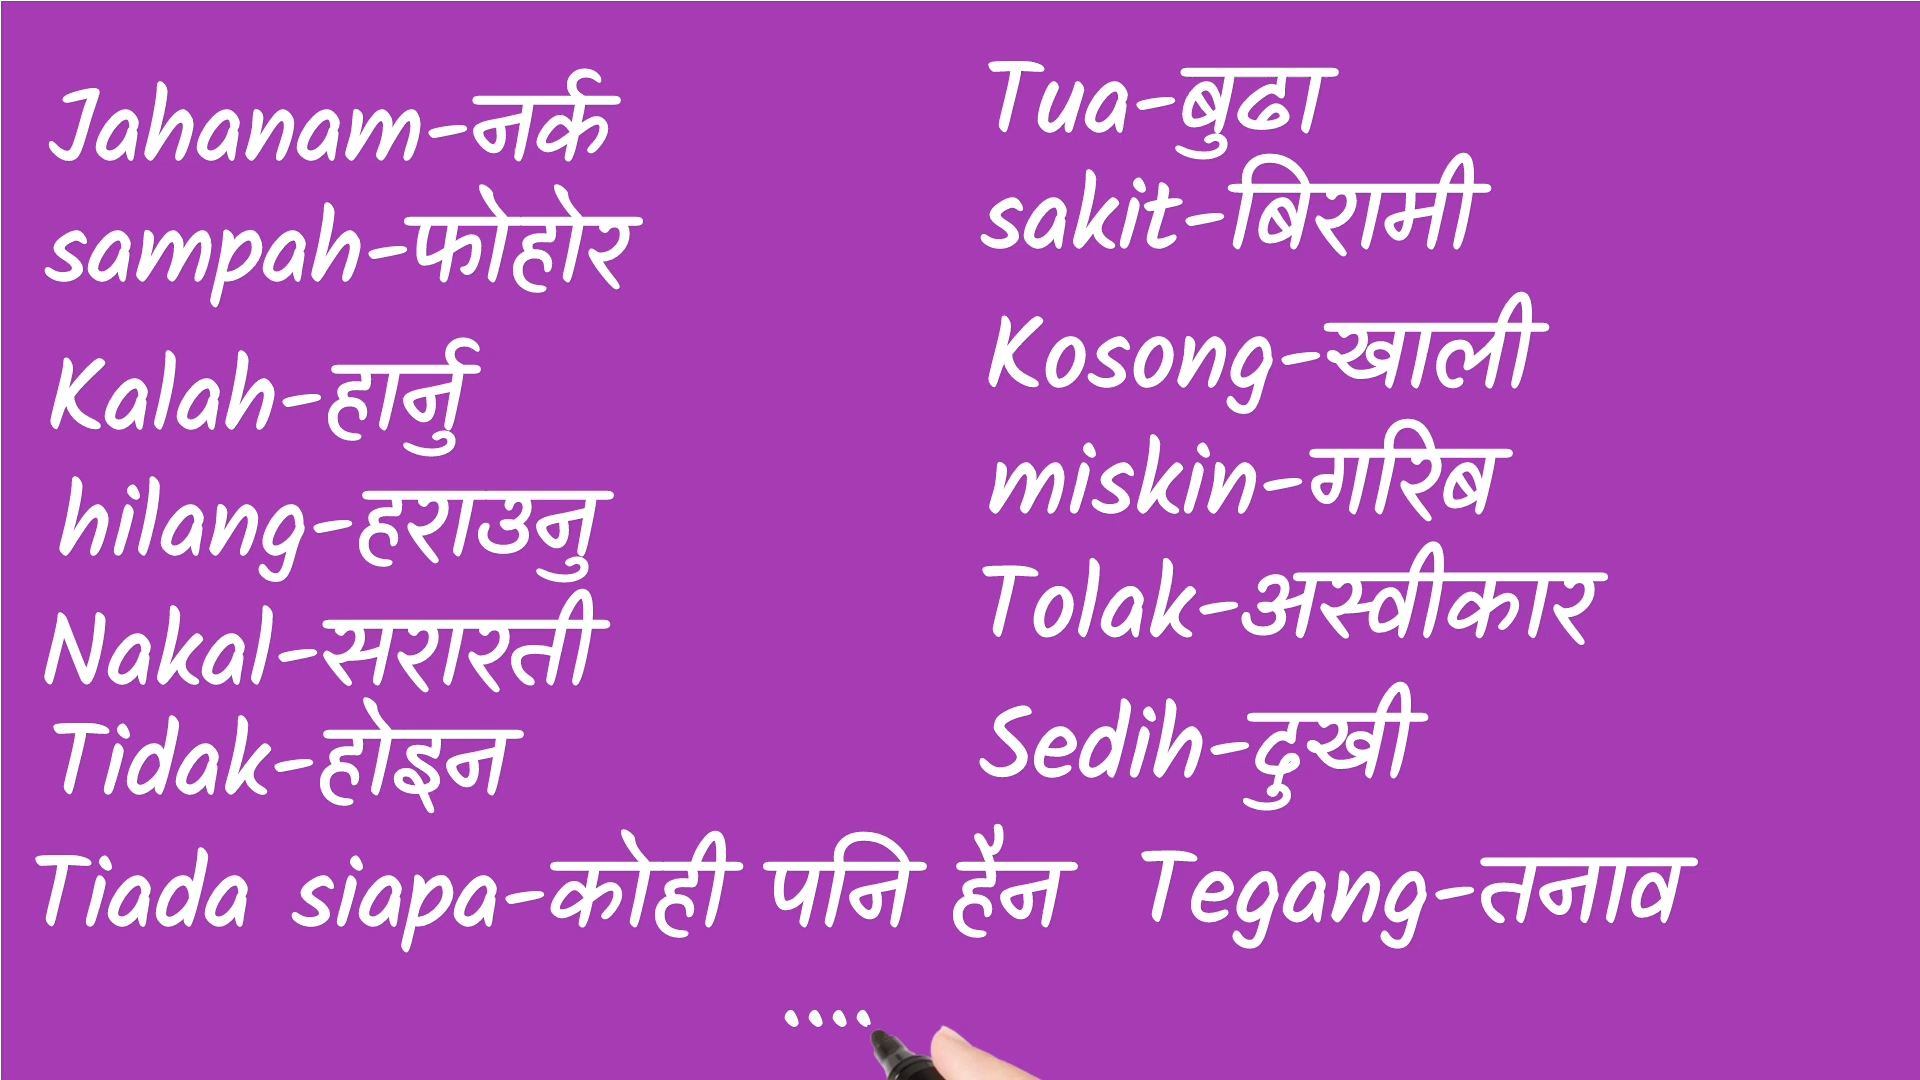 Jahanam-नर्क
sampah-फोहोर
Kalah-हार्नु
hilang-हराउनु
Nakal-सरारती
Tidak-होइन
Tiada siapa-कोही पनि हैन
Tua-बुढा
sakit-बिरामी
Kosong-खाली
miskin-गरिब
Tolak-अस्वीकार
Sedih-दुखी
Tegang-तनाव
....